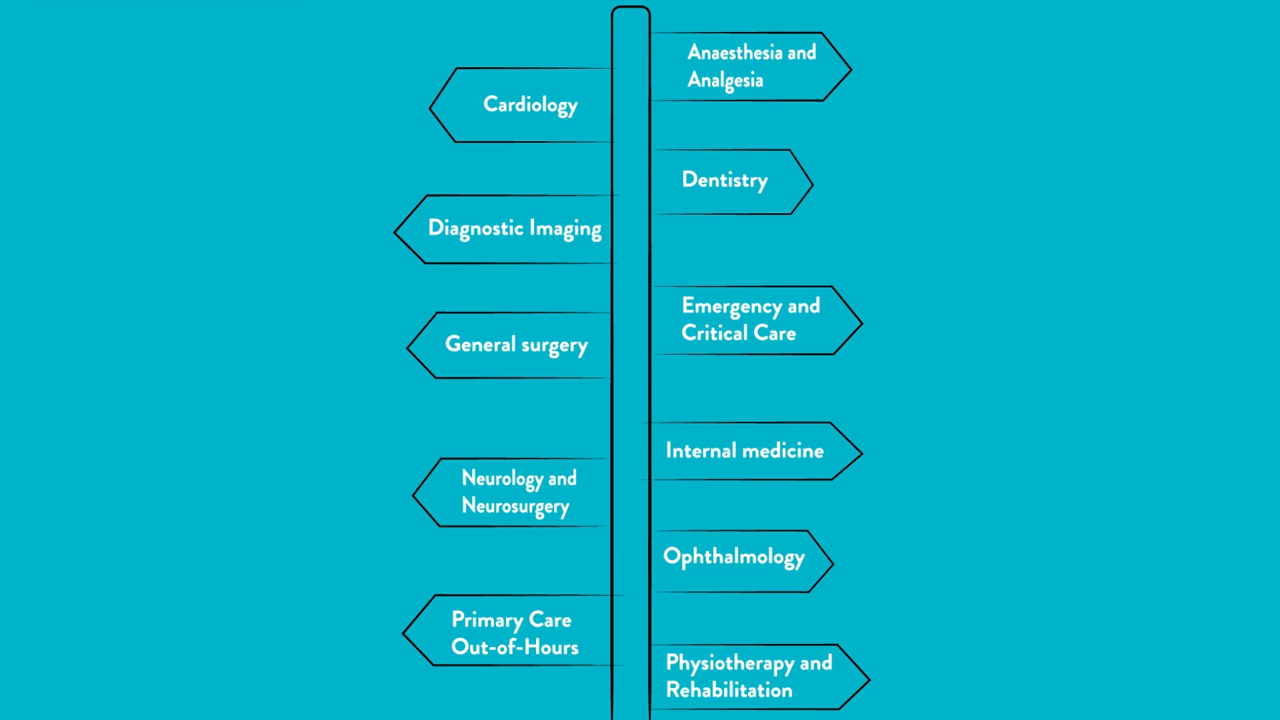 Anaesthesia and
Analgesia
Cardiology
Dentistry
Diagnostic Imaging
Emergency and
Critical Care
General surgery
Internal medicine
Neurology and
Neurosurgery
Ophthalmology
Primary Care
Out-of-Hours
Physiotherapy and
Rehabilitation